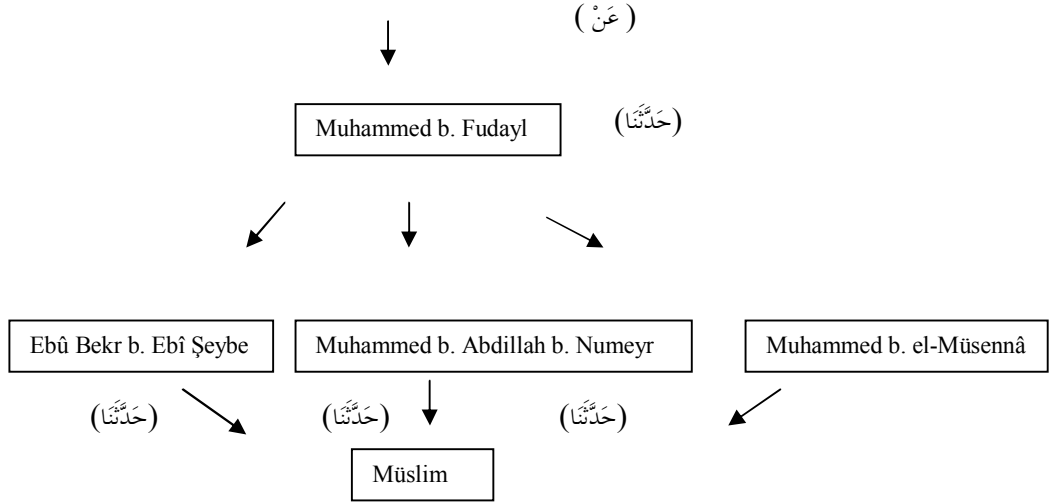 ( عَنْ )
Muhammed b. Fudayl (حَدَّثَنَا)
Ebû Bekr b. Ebî Şeybe Muhammed b. Abdillah b. Numeyr Muhammed b. el-Müsennâ
(حَدَّثَنَا) (حَدَّثَنَا) (حَدَّثَنَا)
Müslim